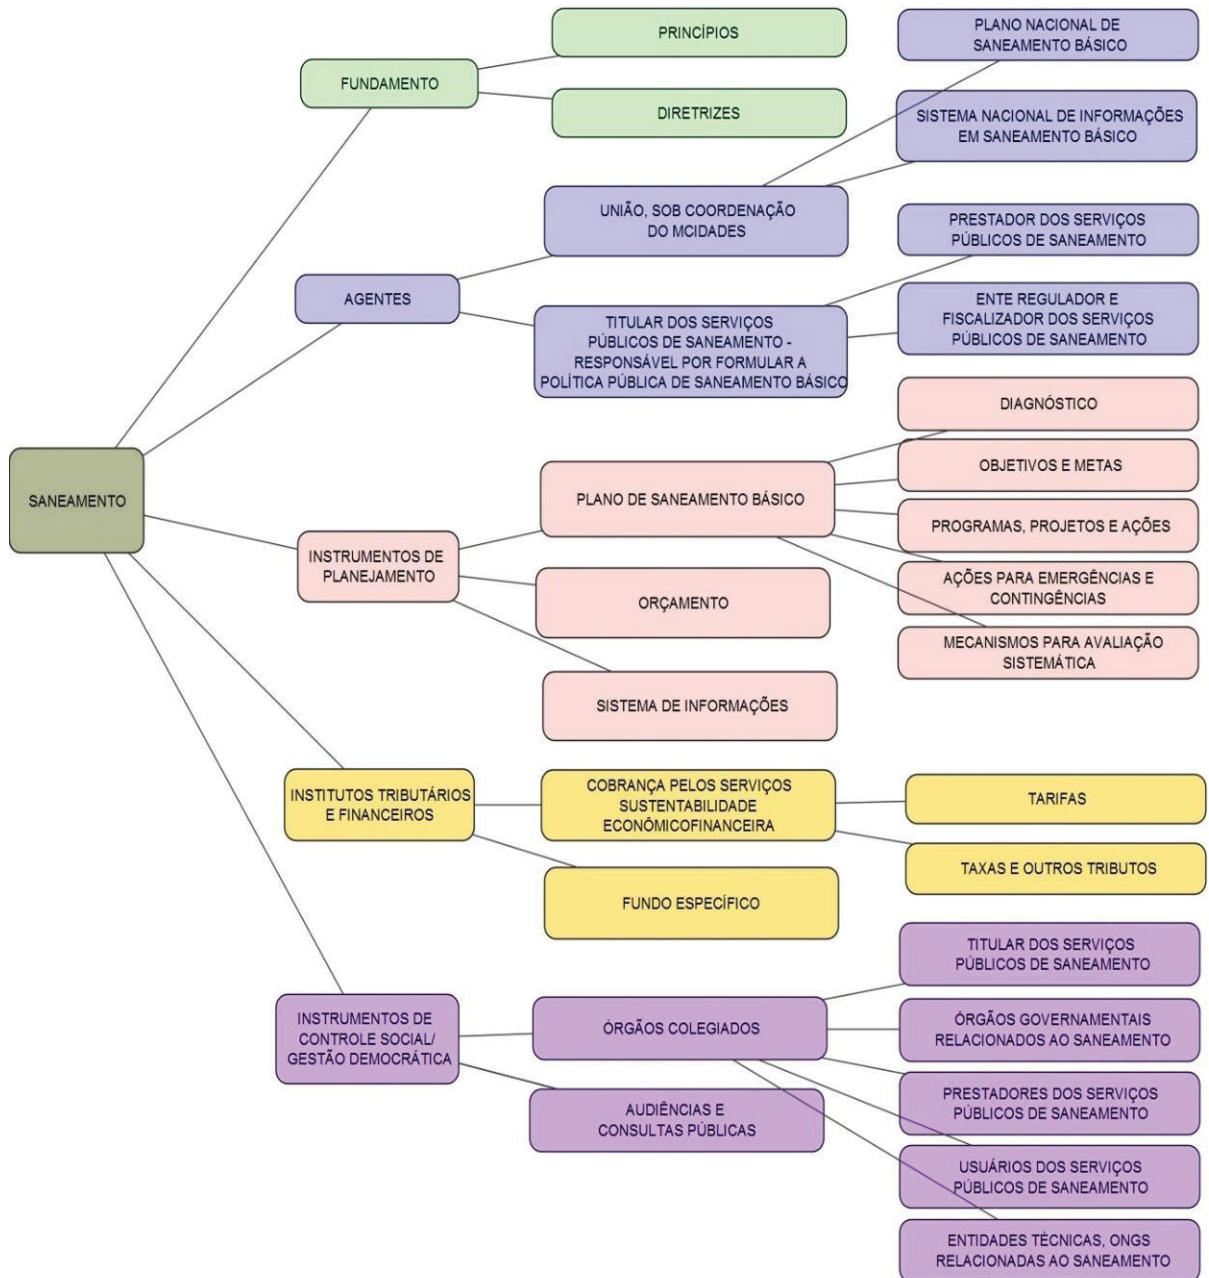 SANEAMENTO
FUNDAMENTO
PRINCÍPIOS
DIRETRIZES
AGENTES
UNIÃO, SOB COORDENAÇÃO
DO MCIDADES
PLANO NACIONAL DE
SANEAMENTO BÁSICO
SISTEMA NACIONAL DE INFORMAÇÕES
EM SANEAMENTO BÁSICO
TITULAR DOS SERVIÇOS
PÚBLICOS DE SANEAMENTO -
RESPONSÁVEL POR FORMULAR A
POLÍTICA PÚBLICA DE SANEAMENTO BÁSICO
PRESTADOR DOS SERVIÇOS
PÚBLICOS DE SANEAMENTO
ENTE REGULADOR E
FISCALIZADOR DOS SERVIÇOS
PÚBLICOS DE SANEAMENTO
INSTRUMENTOS DE
PLANEJAMENTO
PLANO DE SANEAMENTO BÁSICO
DIAGNÓSTICO
OBJETIVOS E METAS
PROGRAMAS, PROJETOS E AÇÕES
AÇÕES PARA EMERGÊNCIAS E
CONTINGÊNCIAS
MECANISMOS PARA AVALIAÇÃO
SISTEMÁTICA
ORÇAMENTO
SISTEMA DE INFORMAÇÕES
INSTITUTOS TRIBUTÁRIOS
E FINANCEIROS
COBRANÇA PELOS SERVIÇOS
SUSTENTABILIDADE
ECONÔMICOFINANCEIRA
TARIFAS
TAXAS E OUTROS TRIBUTOS
FUNDO ESPECÍFICO
INSTRUMENTOS DE
CONTROLE SOCIAL/
GESTÃO DEMOCRÁTICA
ÓRGÃOS COLEGIADOS
TITULAR DOS SERVIÇOS
PÚBLICOS DE SANEAMENTO
ÓRGÃOS GOVERNAMENTAIS
RELACIONADOS AO SANEAMENTO
PRESTADORES DOS SERVIÇOS
PÚBLICOS DE SANEAMENTO
USUÁRIOS DOS SERVIÇOS
PÚBLICOS DE SANEAMENTO
ENTIDADES TÉCNICAS, ONGS
RELACIONADAS AO SANEAMENTO
AUDIÊNCIAS E
CONSULTAS PÚBLICAS